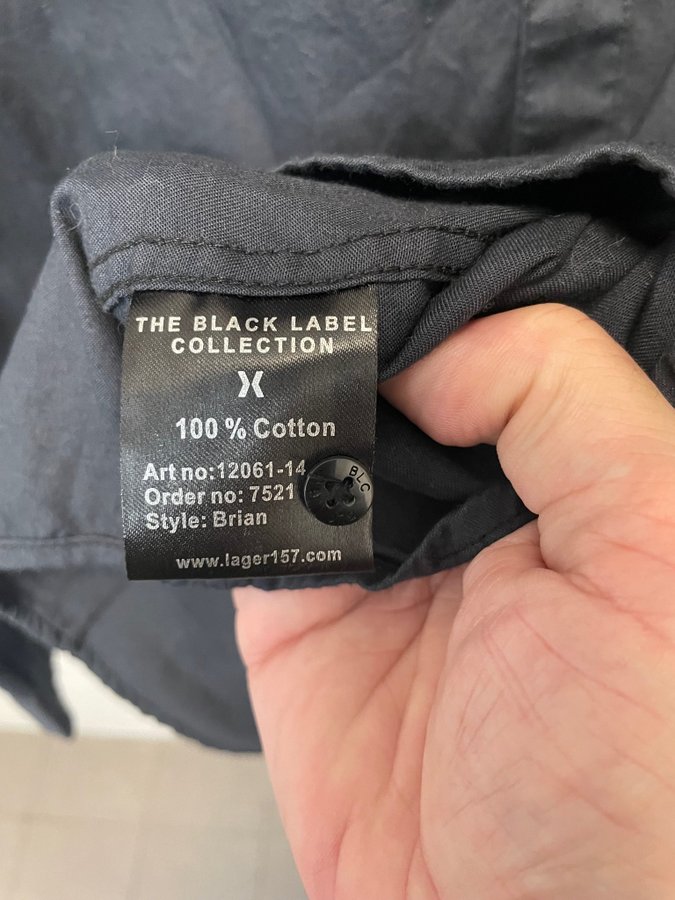 THE BLACK LABEL
COLLECTION
100 % Cotton
Art no:12061-14
Order no: 7521
Style: Brian
BLC
www.lager157.com